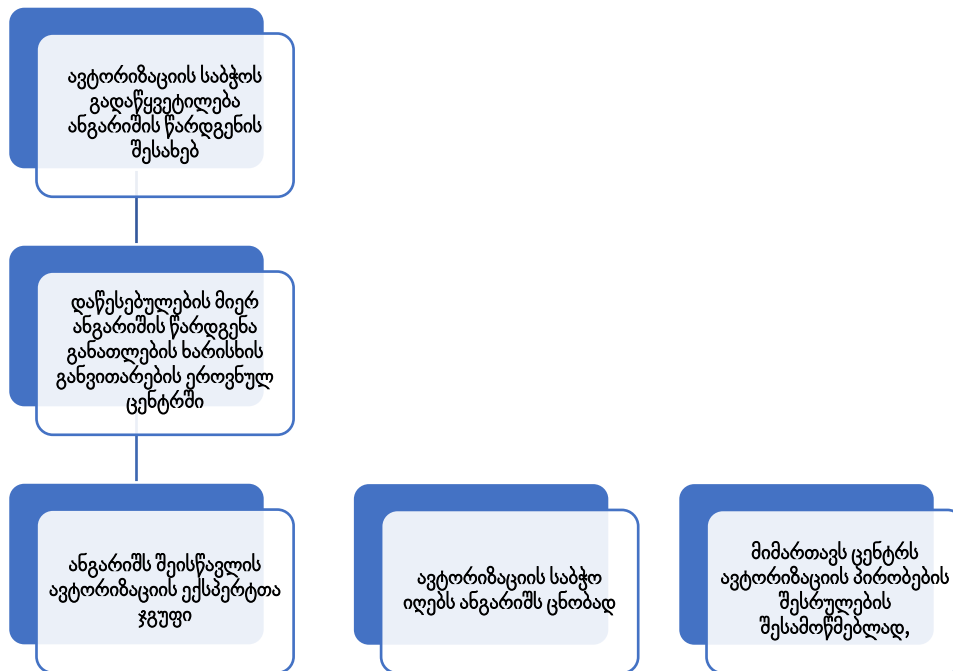 ავტორიზაციის საბჭოს
გადაწყვეტილება
ანგარიშის წარდგენის
შესახებ
დაწესებულების მიერ
ანგარიშის წარდგენა
განათლების ხარისხის
განვითარების ეროვნულ
ცენტრში
ანგარიშს შეისწავლის
ავტორიზაციის ექსპერტთა
ჯგუფი
ავტორიზაციის საბჭო
იღებს ანგარიშს ცნობად
მიმართავს ცენტრს
ავტორიზაციის პირობების
შესრულების
შესამოწმებლად,